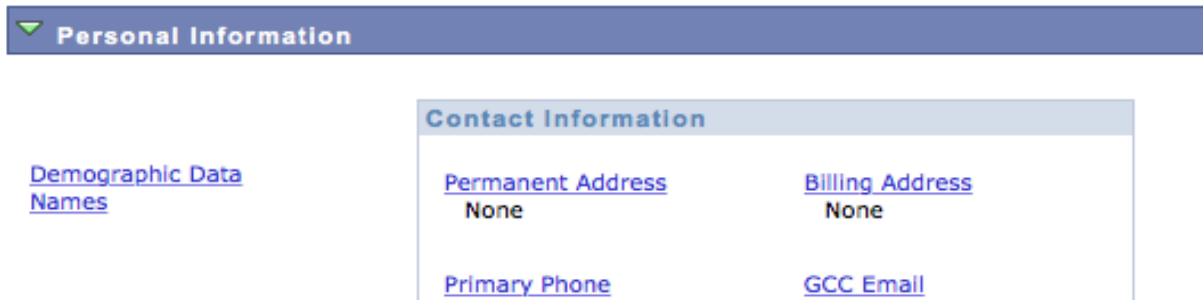 Personal Information
Contact Information
Demographic Data
Names
Permanent Address
None
Billing Address
None
Primary Phone
GCC Email